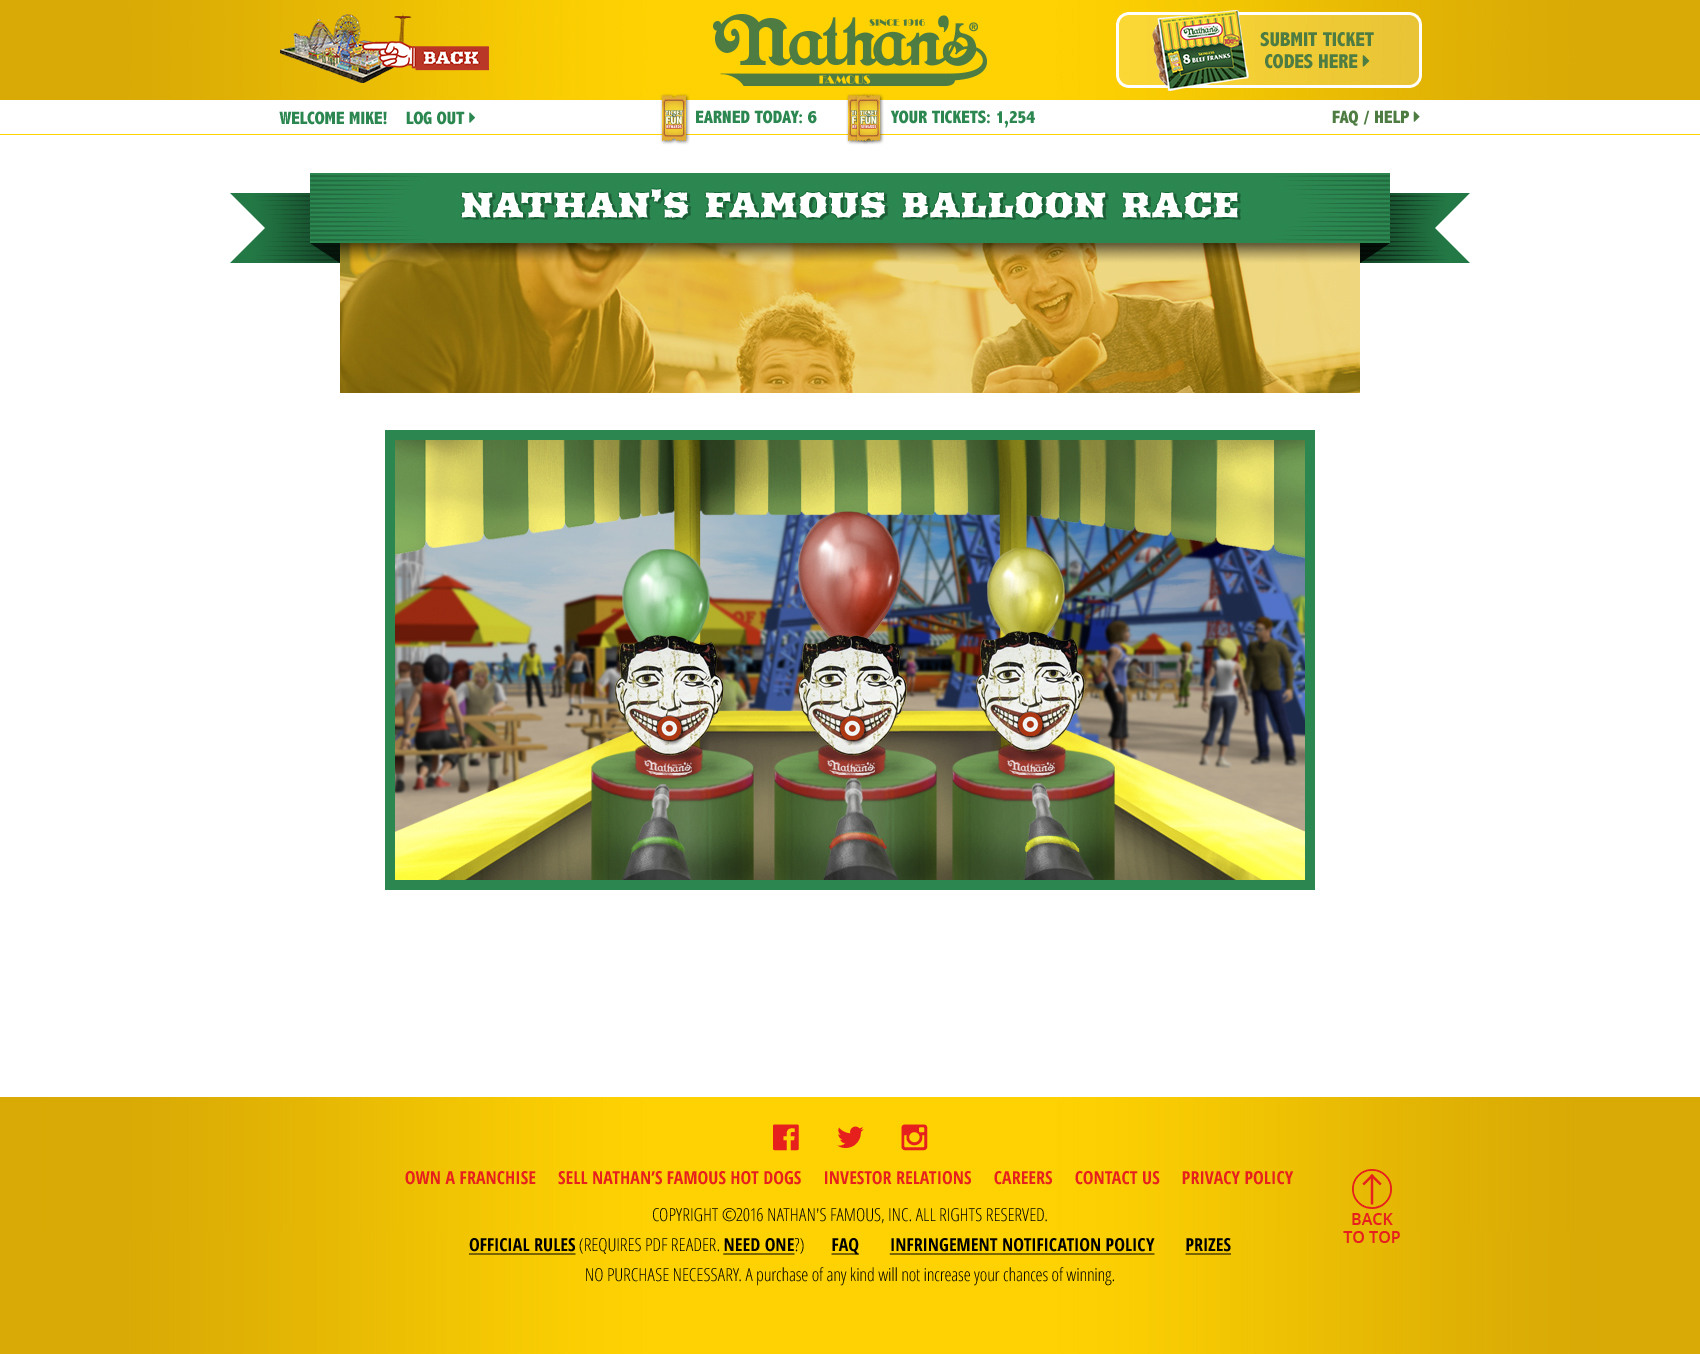 BACK
SINCE 1916
Nathan's®
FAMOUS
Nathan's
8 BEEF FRANKS
SUBMIT TICKET
CODES HERE
WELCOME MIKE! LOG OUT
FUN
EARNED TODAY: 6
FUN
YOUR TICKETS: 1,254
FAQ / HELP
NATHAN'S FAMOUS BALLOON RACE
Nathan's
Nathan's
Nathan's
OWN A FRANCHISE SELL NATHAN'S FAMOUS HOT DOGS INVESTOR RELATIONS CAREERS CONTACT US PRIVACY POLICY
COPYRIGHT ©2016 NATHAN'S FAMOUS, INC. ALL RIGHTS RESERVED.
OFFICIAL RULES (REQUIRES PDF READER. NEED ONE?) FAQ INFRINGEMENT NOTIFICATION POLICY PRIZES
NO PURCHASE NECESSARY. A purchase of any kind will not increase your chances of winning.
BACK
TO TOP